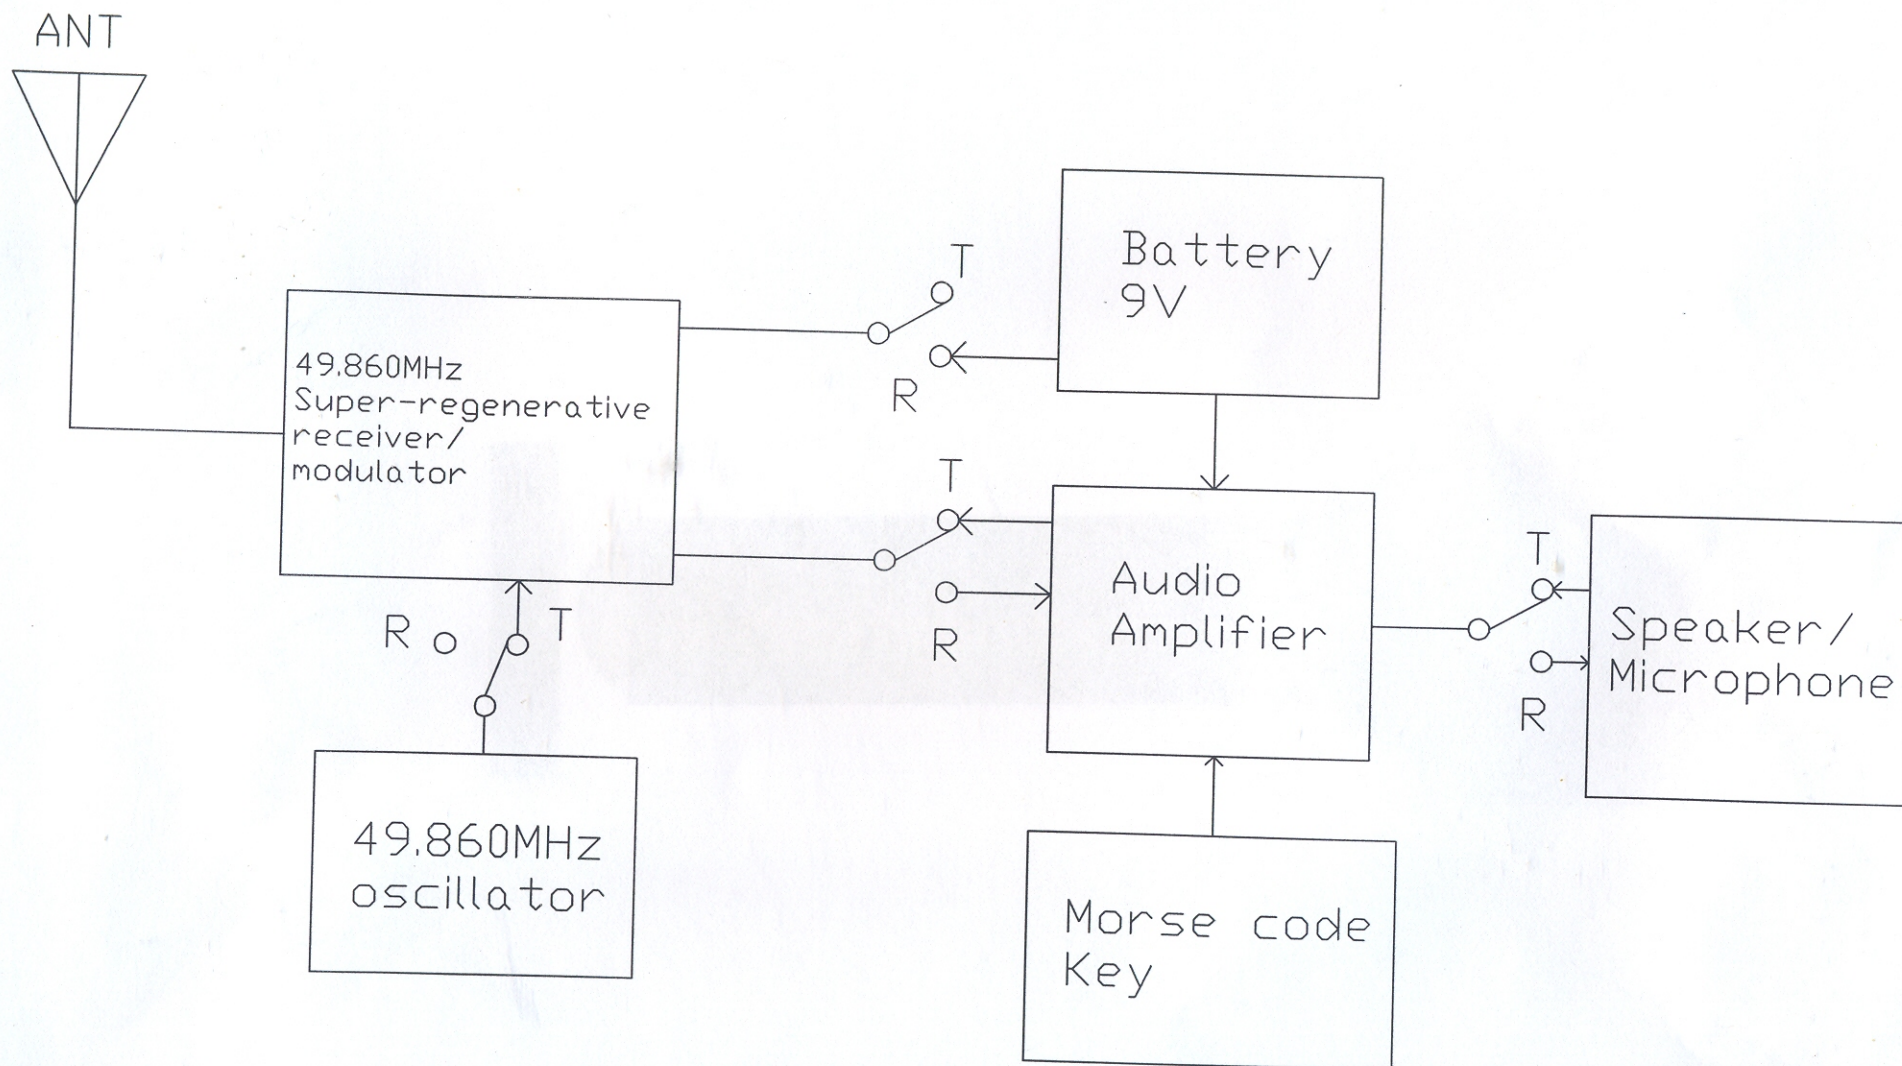 ANT
T
Battery
9V
R
49.860MHz
Super-regenerative
receiver/
modulator
T
T
R
T
Audio
Amplifier
Speaker/
Microphone
R
R
49.860MHz
oscillator
Morse code
Key